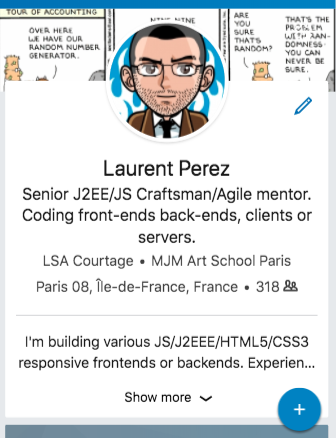 TOUR OF ACCOUNTING
OVER HERE
WE HAVE OUR
RANDOM NUMBER
GENERATOR.
NINE NINE
ARE
YOU
SURE
THAT'S
RANDOM?
THAT'S THE
PROBLEM
WITH RAN-
DOMNESS:
YOU CAN
NEVER BE
SURE.
Laurent Perez
Senior J2EE/JS Craftsman/Agile mentor.
Coding front-ends back-ends, clients or
servers.
LSA Courtage • MJM Art School Paris
Paris 08, Île-de-France, France • 318
I'm building various JS/J2EEE/HTML5/CSS3
responsive frontends or backends. Experien...
Show more
+